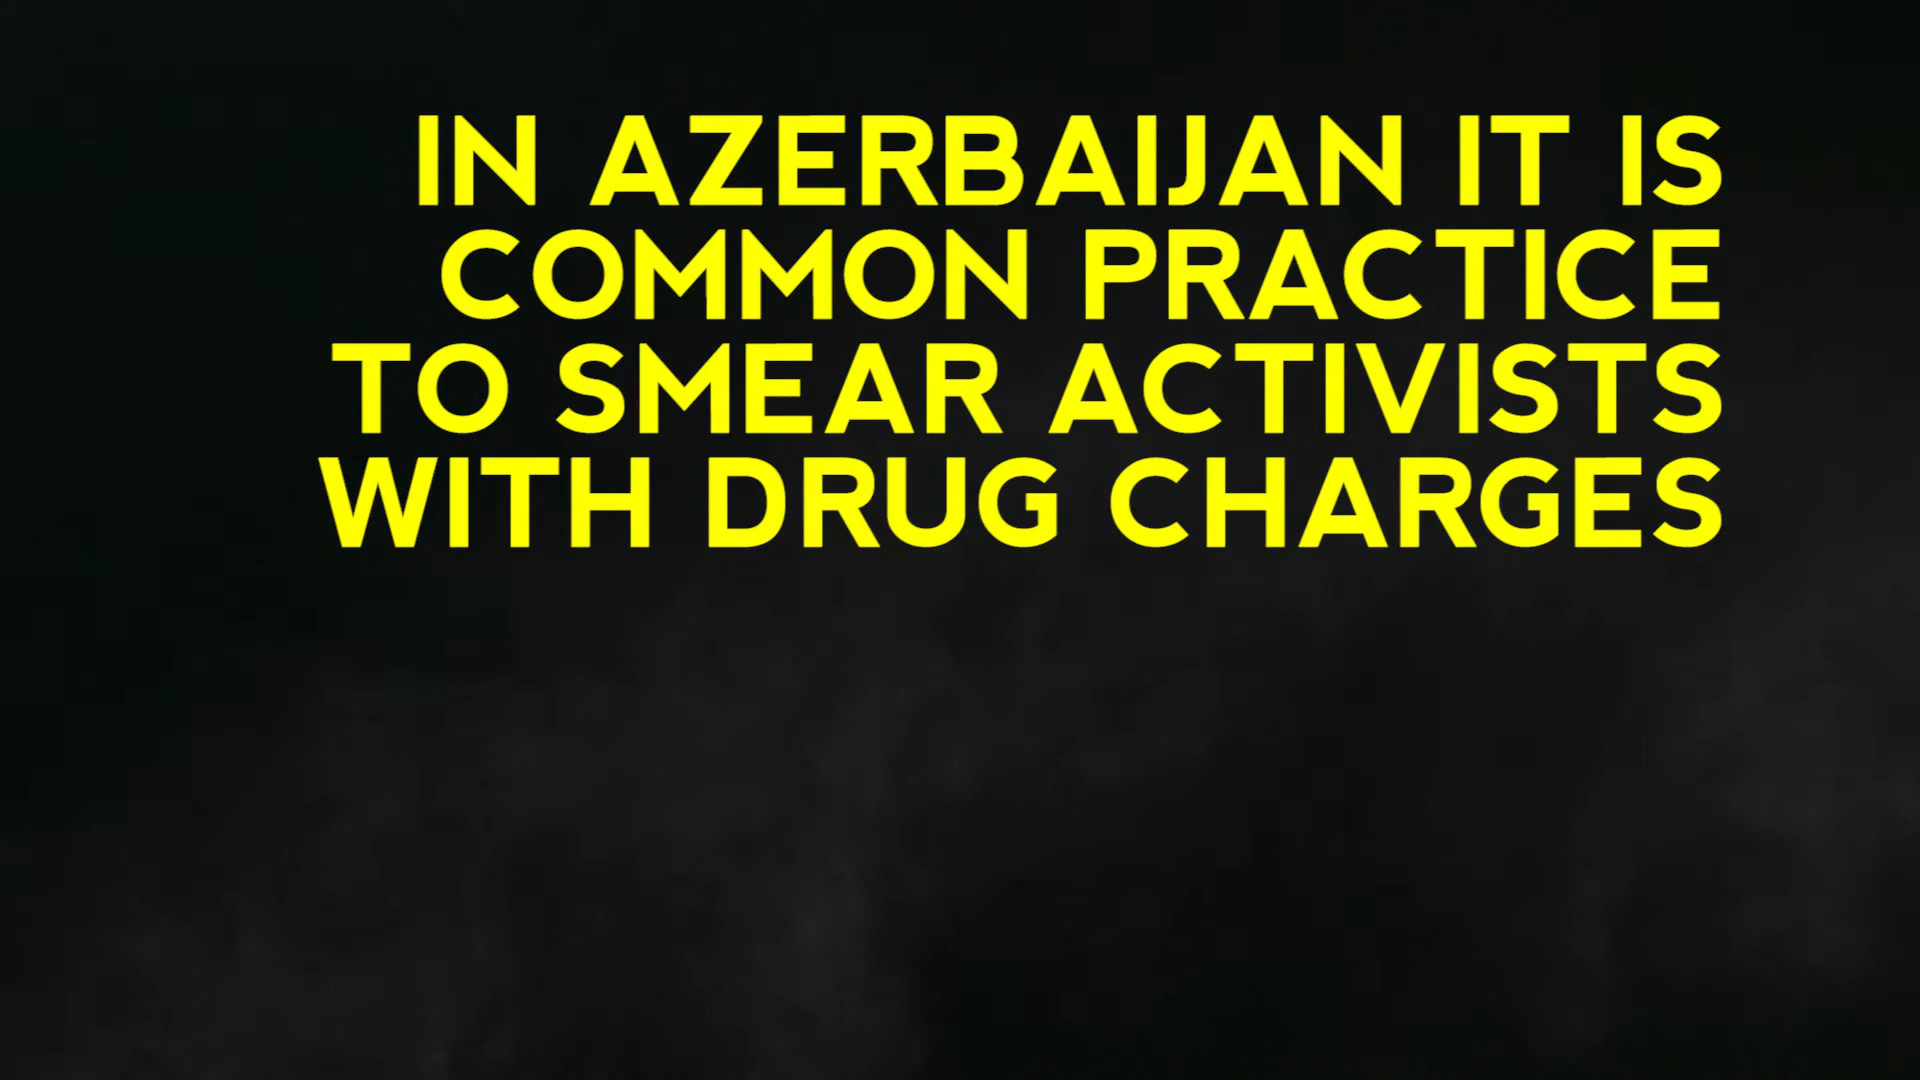 IN AZERBAIJAN IT IS
COMMON PRACTICE
TO SMEAR ACTIVISTS
WITH DRUG CHARGES